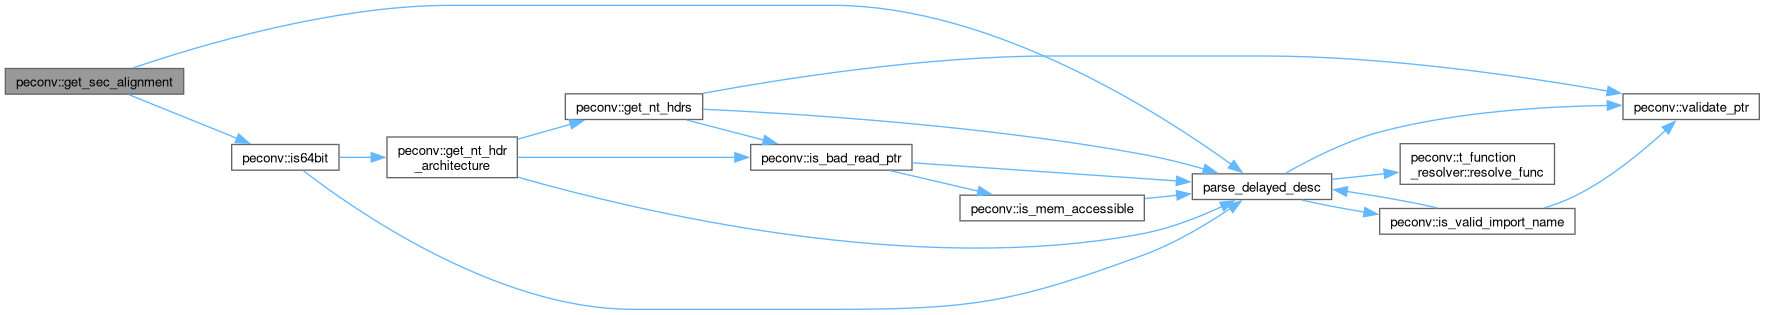 peconv::get_sec_alignment
peconv::is64bit
peconv::get_nt_hdr
_architecture
peconv::get_nt_hdrs
peconv::is_bad_read_ptr
peconv::is_mem_accessible
parse_delayed_desc
peconv::t_function
_resolver::resolve_func
peconv::is_valid_import_name
peconv::validate_ptr